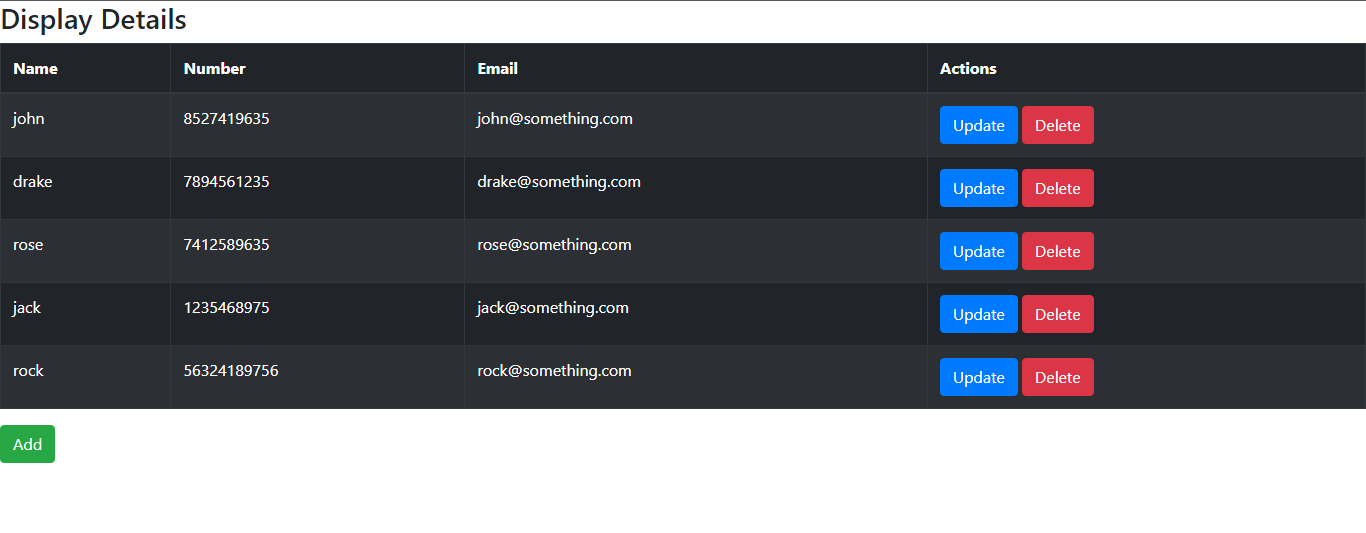 Display Details
Name Number Email Actions
john 8527419635 john@something.com Update Delete
drake 7894561235 drake@something.com Update Delete
rose 7412589635 rose@something.com Update Delete
jack 1235468975 jack@something.com Update Delete
rock 56324189756 rock@something.com Update Delete
Add